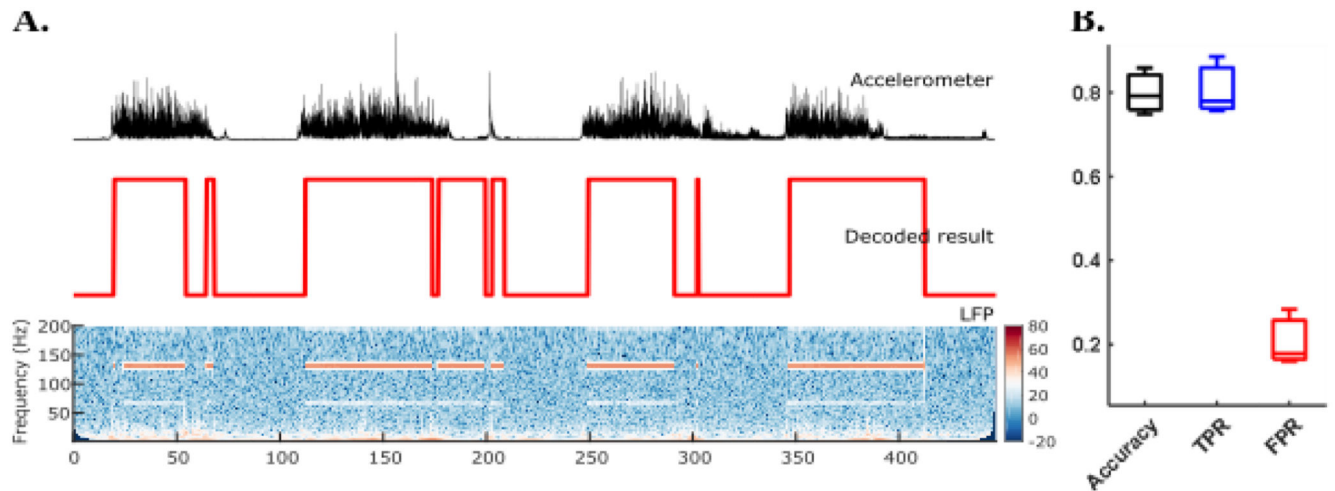 A.
Accelerometer
Decoded result
LFP
Frequency (Hz)
200
150
100
50
80
60
40
20
0
-20
0 50 100 150 200 250 300 350 400
B.
0.8
0.6
0.4
0.2
Accuracy
TPR
FPR